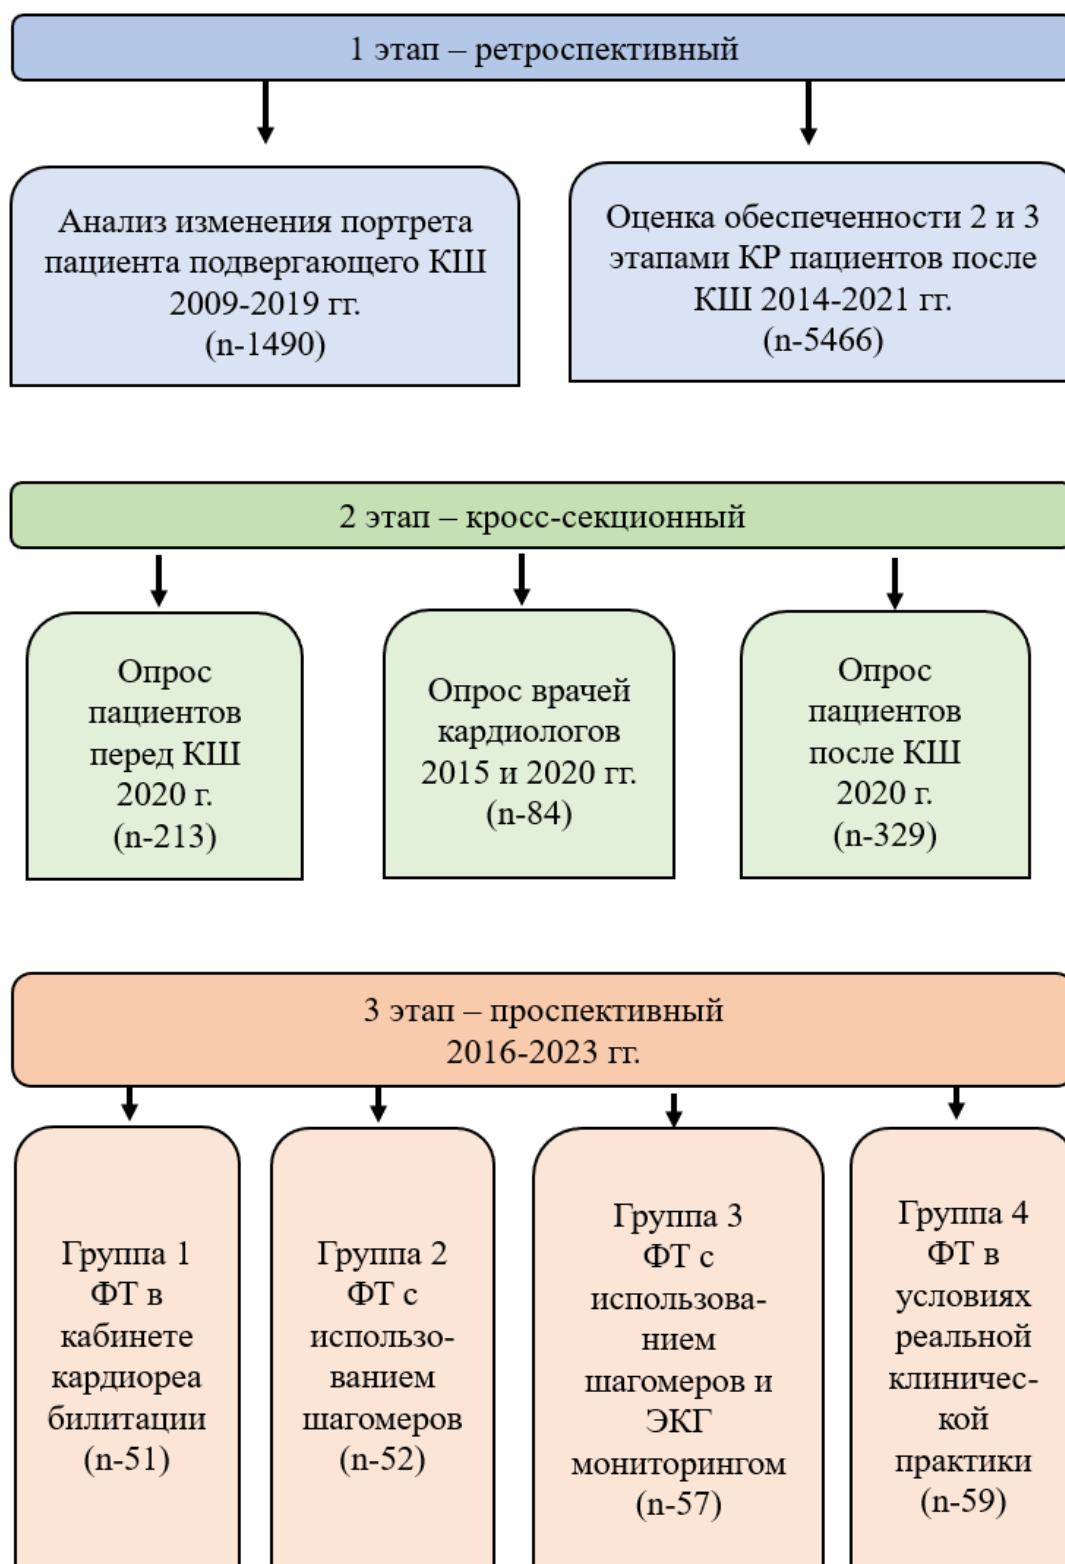 1 этап – ретроспективный
Анализ изменения портрета
пациента подвергающего КШ
2009-2019 гг.
(n-1490)
Оценка обеспеченности 2 и 3
этапами КР пациентов после
КШ 2014-2021 гг.
(n-5466)
2 этап – кросс-секционный
Опрос
пациентов
перед КШ
2020 г.
(n-213)
Опрос врачей
кардиологов
2015 и 2020 гг.
(n-84)
Опрос
пациентов
после КШ
2020 г.
(n-329)
3 этап – проспективный
2016-2023 гг.
Группа 1
ФТ в
кабинете
кардиореа
билитации
(n-51)
Группа 2
ФТ с
использо-
ванием
шагомеров
(n-52)
Группа 3
ФТ с
использова-
нием
шагомеров и
ЭКГ
мониторингом
(n-57)
Группа 4
ФТ в
условиях
реальной
клиничес-
кой
практики
(n-59)